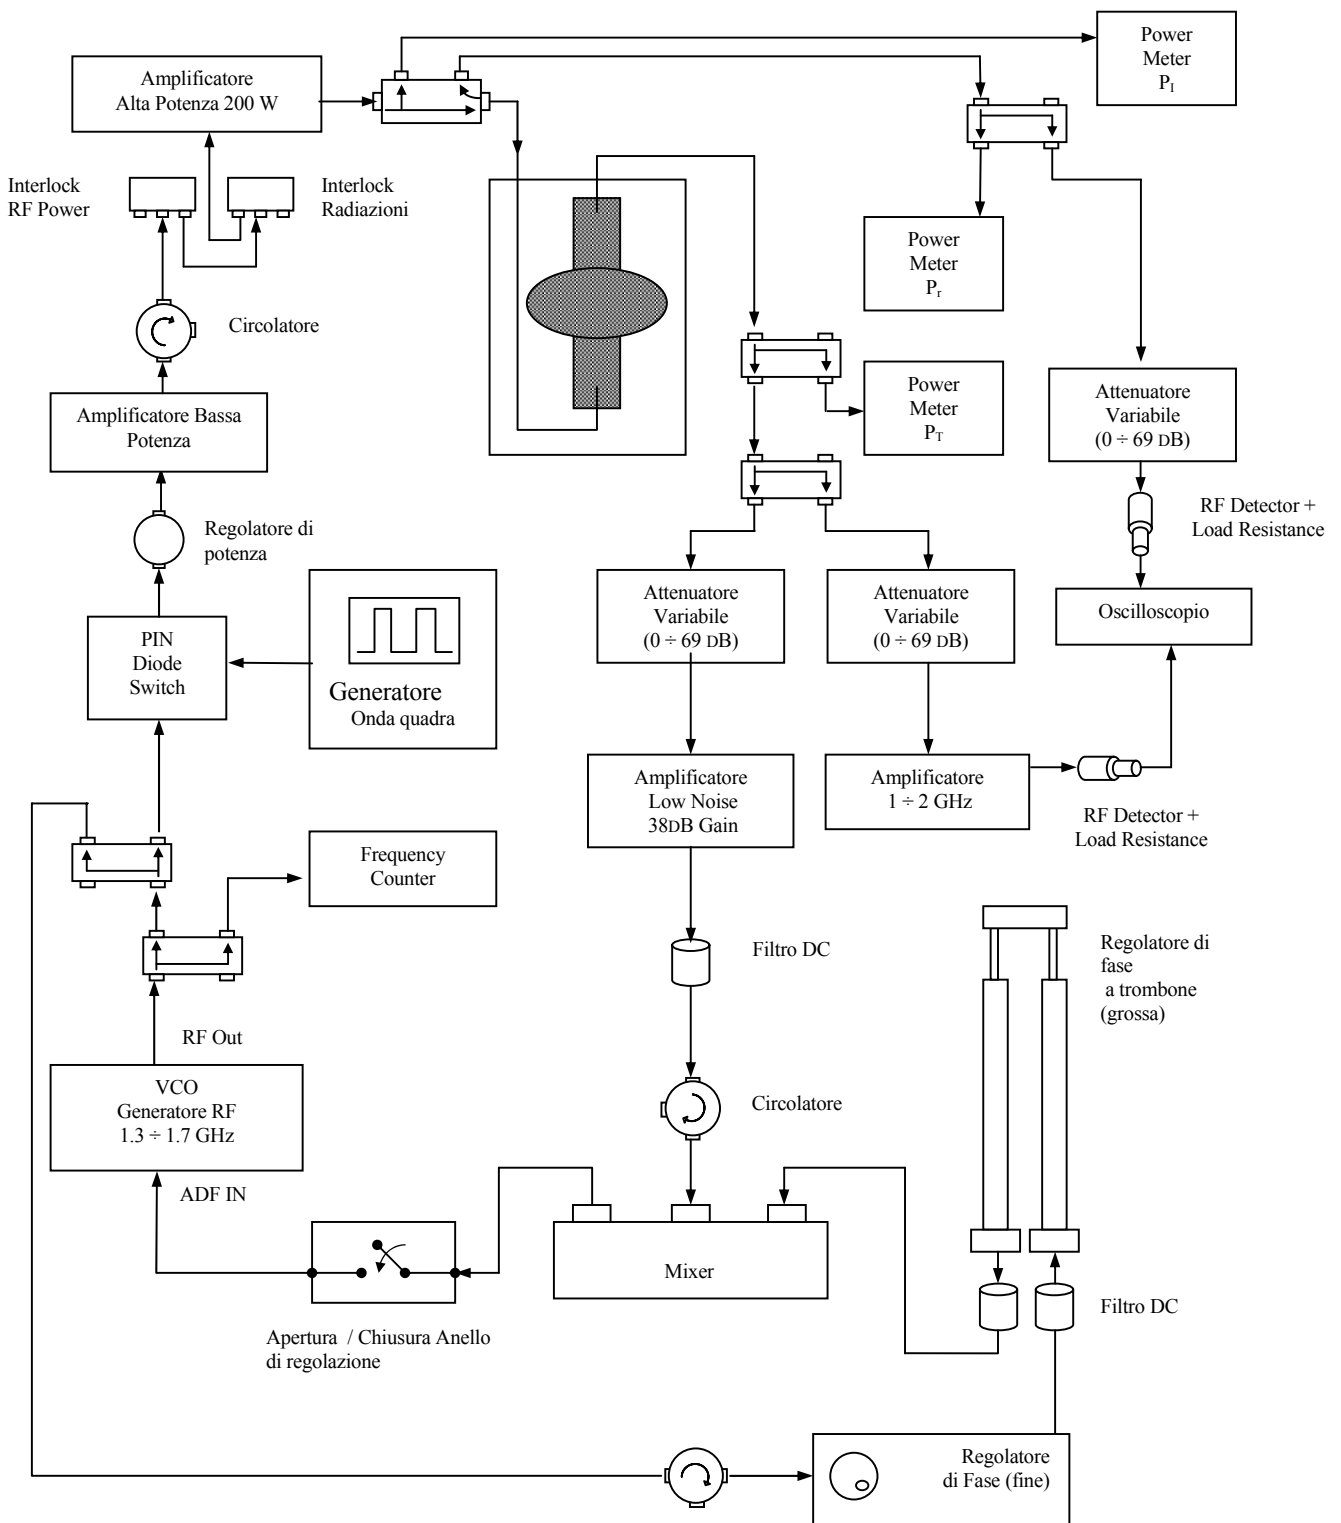 Power
Meter
P_I
Amplificatore
Alta Potenza 200 W
Interlock
RF Power
Interlock
Radiazioni
Power
Meter
P_r
Circolatore
Power
Meter
P_T
Attenuatore
Variabile
(0 ÷ 69 DB)
Amplificatore Bassa
Potenza
RF Detector +
Load Resistance
Regolatore di
potenza
Attenuatore
Variabile
(0 ÷ 69 DB)
Attenuatore
Variabile
(0 ÷ 69 DB)
Oscilloscopio
PIN
Diode
Switch
Generatore
Onda quadra
Amplificatore
Low Noise
38DB Gain
Amplificatore
1 ÷ 2 GHz
RF Detector +
Load Resistance
Frequency
Counter
Filtro DC
Regolatore di
fase
a trombone
(grossa)
RF Out
VCO
Generatore RF
1.3 ÷ 1.7 GHz
Circolatore
ADF IN
Mixer
Filtro DC
Apertura / Chiusura Anello
di regolazione
Regolatore
di Fase (fine)